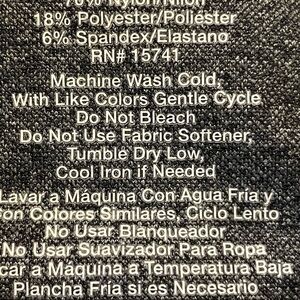 Nylon/Nilon
18% Polyester/Poliéster
6% Spandex/Elastano
RN# 15741
Machine Wash Cold,
With Like Colors Gentle Cycle
Do Not Bleach
Do Not Use Fabric Softener,
Tumble Dry Low,
Cool Iron if Needed
Lavar a Máquina Con Agua Fría y
con Colores Similares, Ciclo Lento
No Usar Blanqueador
No Usar Suavizador Para Ropa
car a Máquina a Temperatura Baja
Plancha Fría si es Necesario